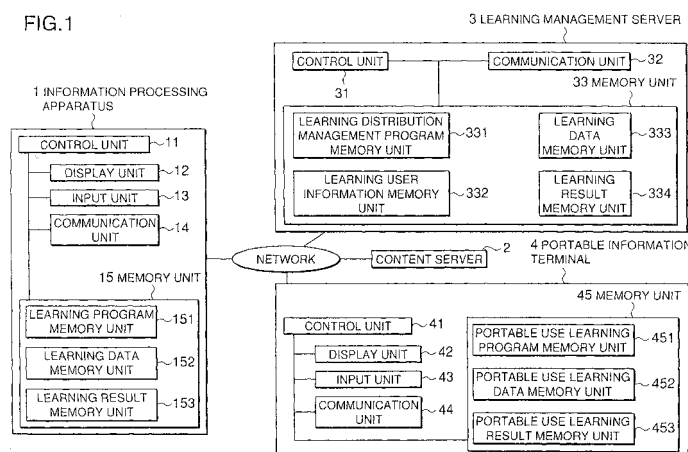 FIG.1
3 LEARNING MANAGEMENT SERVER
CONTROL UNIT
31
COMMUNICATION UNIT
32
33 MEMORY UNIT
LEARNING DISTRIBUTION
MANAGEMENT PROGRAM
MEMORY UNIT
331
LEARNING
DATA
MEMORY UNIT
333
LEARNING USER
INFORMATION MEMORY
UNIT
332
LEARNING
RESULT
MEMORY UNIT
334
1 INFORMATION PROCESSING
APPARATUS
CONTROL UNIT
11
DISPLAY UNIT
12
INPUT UNIT
13
COMMUNICATION
UNIT
14
15 MEMORY UNIT
LEARNING PROGRAM
MEMORY UNIT
151
LEARNING DATA
MEMORY UNIT
152
LEARNING RESULT
MEMORY UNIT
153
NETWORK
CONTENT SERVER
2
4 PORTABLE INFORMATION
TERMINAL
CONTROL UNIT
41
DISPLAY UNIT
42
INPUT UNIT
43
COMMUNICATION
UNIT
44
45 MEMORY UNIT
PORTABLE USE LEARNING
PROGRAM MEMORY UNIT
451
PORTABLE USE LEARNING
DATA MEMORY UNIT
452
PORTABLE USE LEARNING
RESULT MEMORY UNIT
453